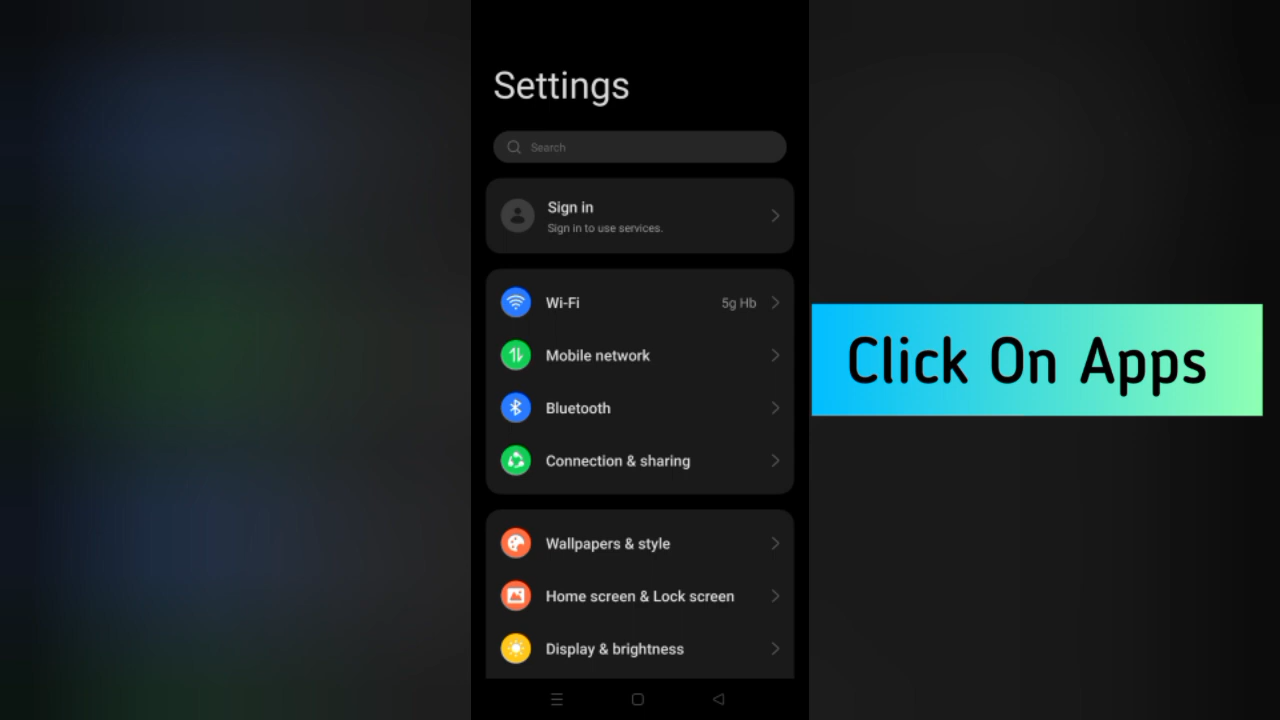 Settings
Search
Sign in
Sign in to use services.
Wi-Fi 5g Hb
Mobile network
Bluetooth
Connection & sharing
Wallpapers & style
Home screen & Lock screen
Display & brightness
Click On Apps